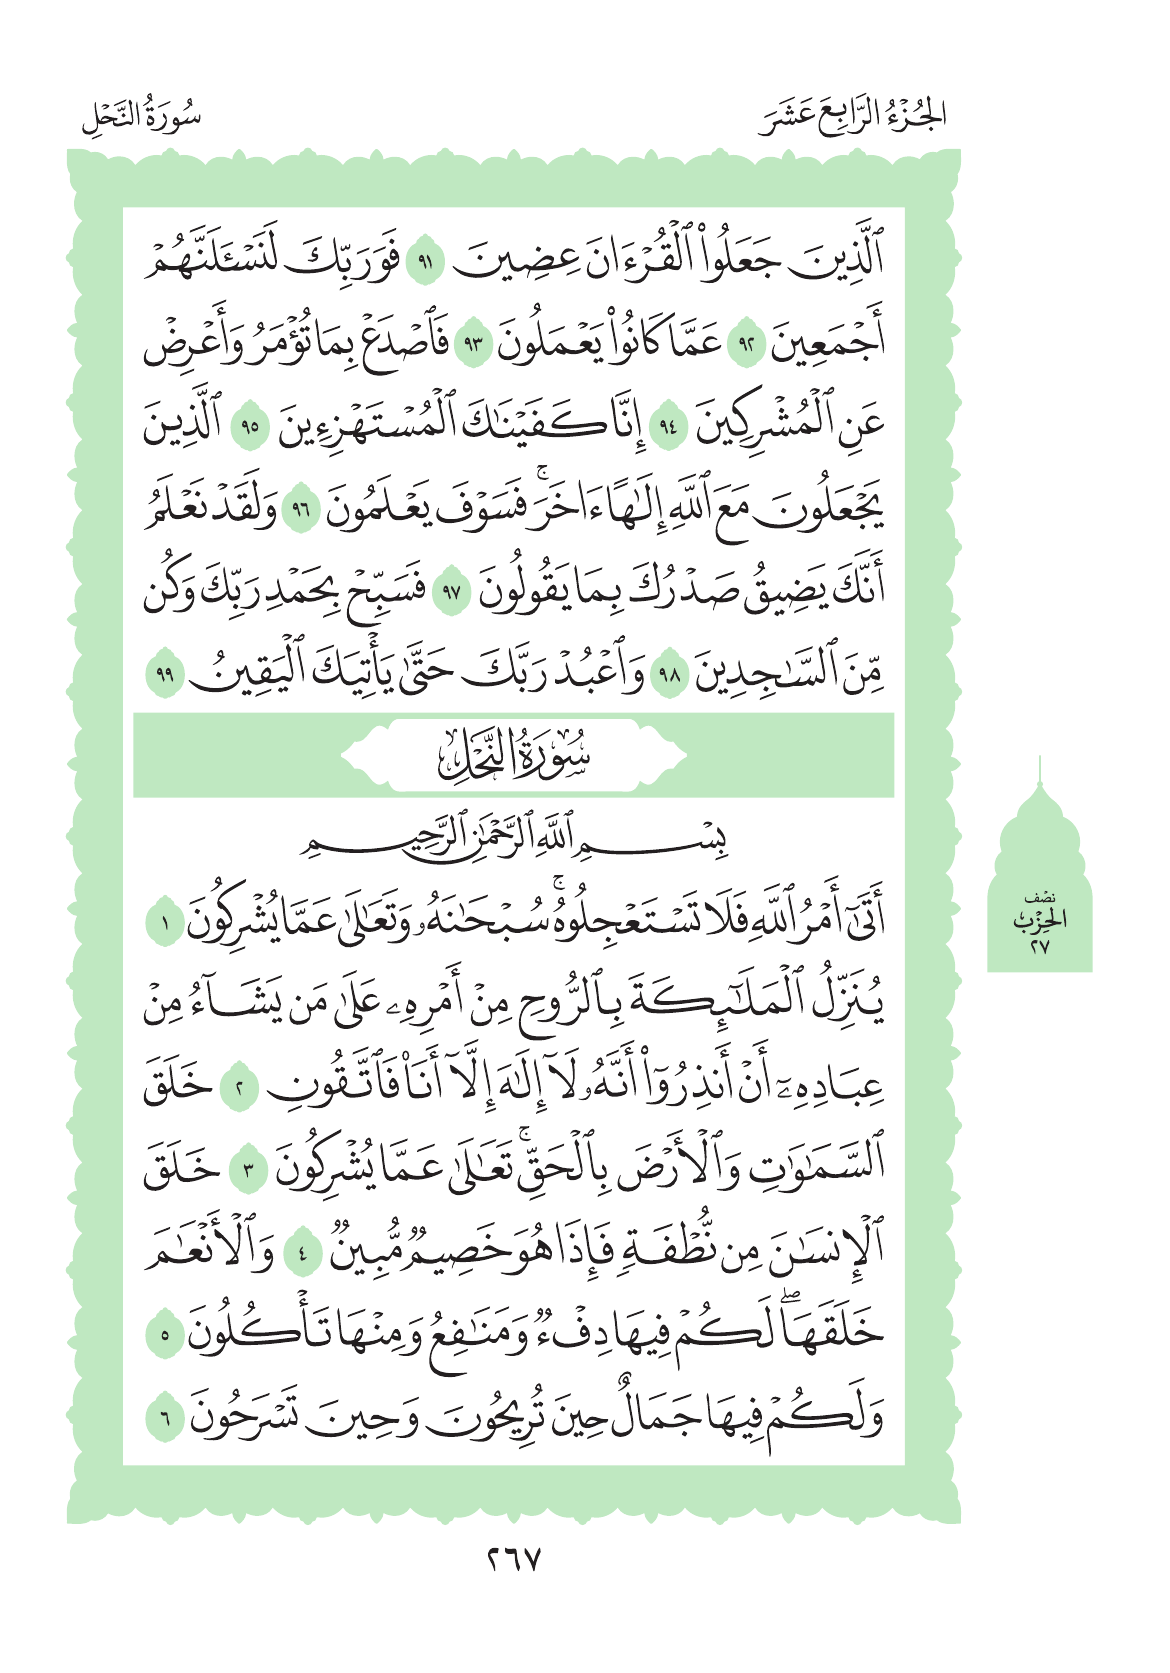 الجُزْءُ الرَّابِعَ عَشَرَ
سُورَةُ النَّحْلِ
ٱلَّذِينَ جَعَلُوا۟ ٱلْقُرْءَانَ عِضِينَ ٩١ فَوَرَبِّكَ لَنَسْـَٔلَنَّهُمْ
أَجْمَعِينَ ٩٢ عَمَّا كَانُوا۟ يَعْمَلُونَ ٩٣ فَٱصْدَعْ بِمَا تُؤْمَرُ وَأَعْرِضْ
عَنِ ٱلْمُشْرِكِينَ ٩٤ إِنَّا كَفَيْنَـٰكَ ٱلْمُسْتَهْزِءِينَ ٩٥ ٱلَّذِينَ
يَجْعَلُونَ مَعَ ٱللَّهِ إِلَـٰهًا ءَاخَرَ ۚ فَسَوْفَ يَعْلَمُونَ ٩٦ وَلَقَدْ نَعْلَمُ
أَنَّكَ يَضِيقُ صَدْرُكَ بِمَا يَقُولُونَ ٩٧ فَسَبِّحْ بِحَمْدِ رَبِّكَ وَكُن
مِّنَ ٱلسَّـٰجِدِينَ ٩٨ وَٱعْبُدْ رَبَّكَ حَتَّىٰ يَأْتِيَكَ ٱلْيَقِينُ ٩٩
سُورَةُ النَّحْلِ
بِسْمِ ٱللَّهِ ٱلرَّحْمَـٰنِ ٱلرَّحِيمِ
أَتَىٰٓ أَمْرُ ٱللَّهِ فَلَا تَسْتَعْجِلُوهُ ۚ سُبْحَـٰنَهُۥ وَتَعَـٰلَىٰ عَمَّا يُشْرِكُونَ ١
يُنَزِّلُ ٱلْمَلَـٰٓئِكَةَ بِٱلرُّوحِ مِنْ أَمْرِهِۦ عَلَىٰ مَن يَشَآءُ مِنْ
عِبَادِهِۦٓ أَنْ أَنذِرُوٓا۟ أَنَّهُۥ لَآ إِلَـٰهَ إِلَّآ أَنَا۠ فَٱتَّقُونِ ٢ خَلَقَ
ٱلسَّمَـٰوَٰتِ وَٱلْأَرْضَ بِٱلْحَقِّ ۚ تَعَـٰلَىٰ عَمَّا يُشْرِكُونَ ٣ خَلَقَ
ٱلْإِنسَـٰنَ مِن نُّطْفَةٍ فَإِذَا هُوَ خَصِيمٌ مُّبِينٌ ٤ وَٱلْأَنْعَـٰمَ
خَلَقَهَا ۖ لَكُمْ فِيهَا دِفْءٌ وَمَنَـٰفِعُ وَمِنْهَا تَأْكُلُونَ ٥
وَلَكُمْ فِيهَا جَمَالٌ حِينَ تُرِيحُونَ وَحِينَ تَسْرَحُونَ ٦
نصف
الحِزْب
٢٧
٢٦٧